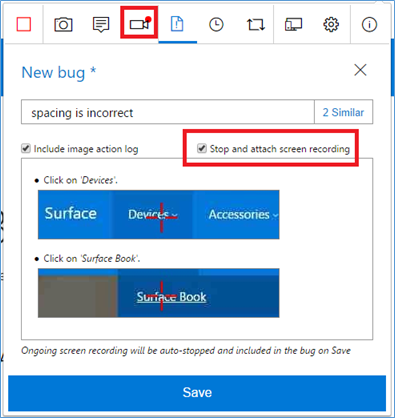 New bug *
spacing is incorrect 2 Similar
Include image action log Stop and attach screen recording
Click on 'Devices'.
Surface Devices Accessories
Click on 'Surface Book'.
Surface Book
Ongoing screen recording will be auto-stopped and included in the bug on Save
Save